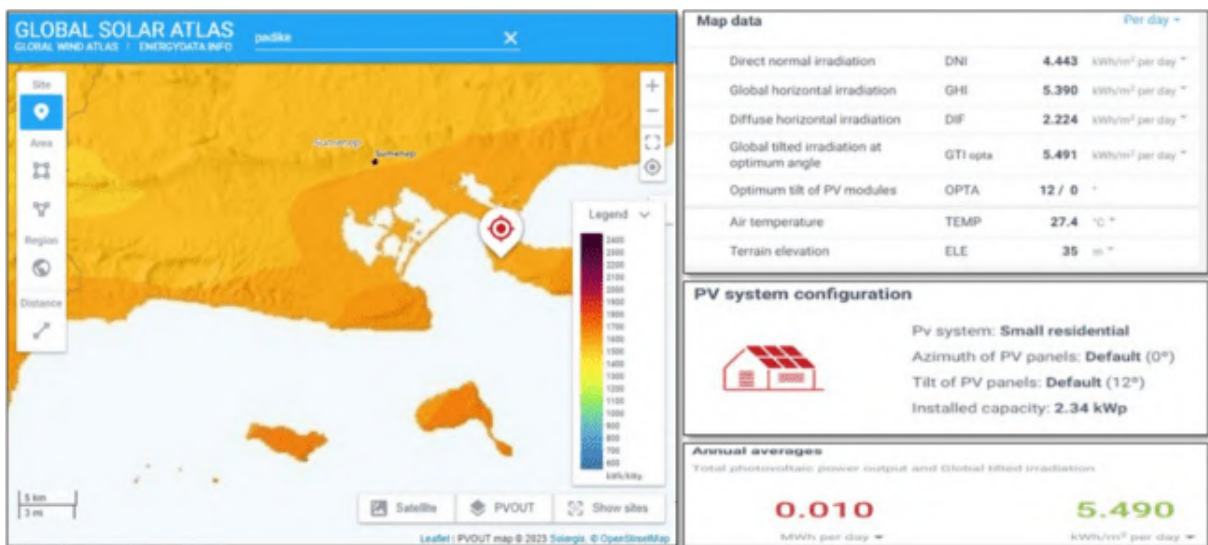 GLOBAL SOLAR ATLAS
GLOBAL WIND ATLAS / ENERGYDATA.INFO
padike
Site
Area
Region
Distance
Sumenep
Sumenep
Legend
2400
2300
2200
2100
2000
1900
1800
1700
1600
1500
1400
1300
1200
1100
1000
900
800
700
600
kWh/kWp
5 km
3 mi
Satellite
PVOUT
Show sites
Leaflet | PVOUT map © 2023 Solargis, © OpenStreetMap
Map data Per day
Direct normal irradiation DNI 4.443 kWh/m² per day
Global horizontal irradiation GHI 5.390 kWh/m² per day
Diffuse horizontal irradiation DIF 2.224 kWh/m² per day
Global tilted irradiation at optimum angle GTI opta 5.491 kWh/m² per day
Optimum tilt of PV modules OPTA 12 / 0 °
Air temperature TEMP 27.4 °C
Terrain elevation ELE 35 m
PV system configuration
Pv system: Small residential
Azimuth of PV panels: Default (0°)
Tilt of PV panels: Default (12°)
Installed capacity: 2.34 kWp
Annual averages
Total photovoltaic power output and Global tilted irradiation
0.010 5.490
MWh per day kWh/m² per day